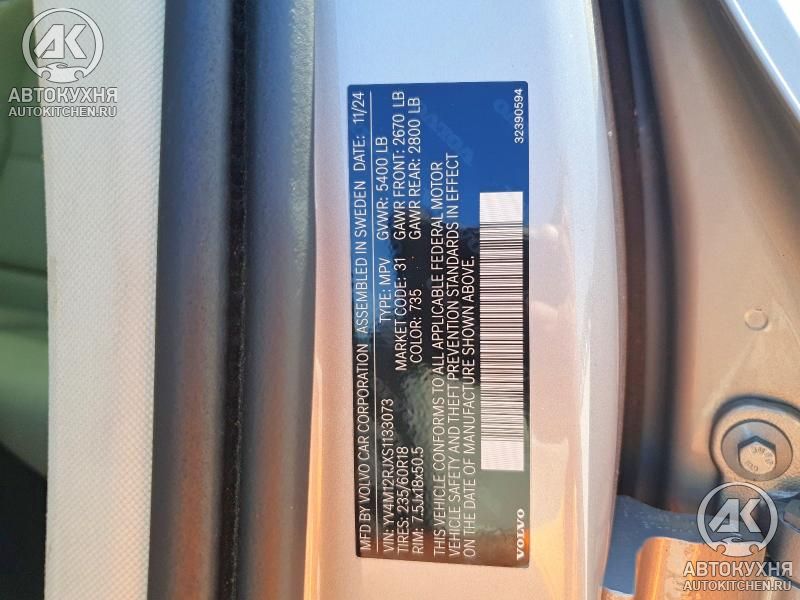 АВТОКУХНЯ
AUTOKITCHEN.RU
MFD BY VOLVO CAR CORPORATION ASSEMBLED IN SWEDEN DATE: 11/24
VIN: YV4M12RJXS1133073 TYPE: MPV GVWR: 5400 LB
TIRES: 235/60R18 MARKET CODE: 31 GAWR FRONT: 2670 LB
RIM: 7.5Jx18x50.5 COLOR: 735 GAWR REAR: 2800 LB
THIS VEHICLE CONFORMS TO ALL APPLICABLE FEDERAL MOTOR
VEHICLE SAFETY AND THEFT PREVENTION STANDARDS IN EFFECT
ON THE DATE OF MANUFACTURE SHOWN ABOVE.
VOLVO
32390594
АВТОКУХНЯ
AUTOKITCHEN.RU